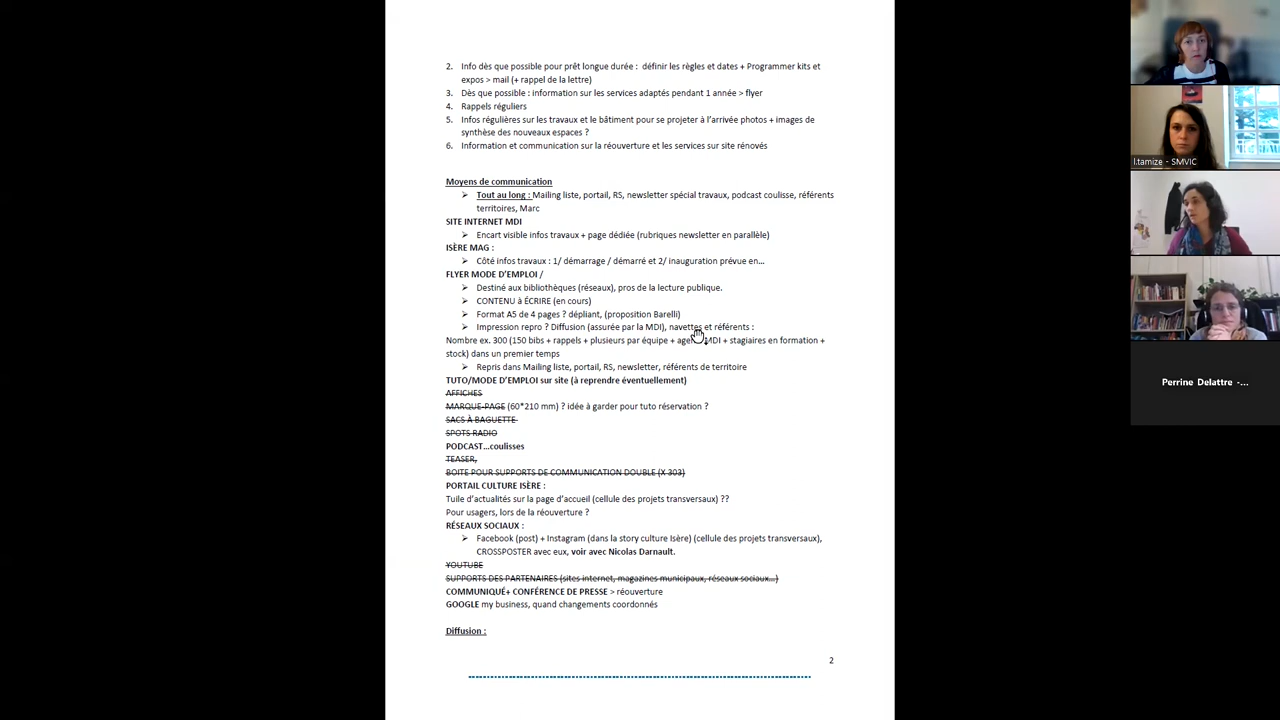 2. Info dès que possible pour prêt longue durée : définir les règles et dates + Programmer kits et
expos > mail (+ rappel de la lettre)
3. Dès que possible : information sur les services adaptés pendant 1 année > flyer
4. Rappels réguliers
5. Infos régulières sur les travaux et le bâtiment pour se projeter à l'arrivée photos + images de
synthèse des nouveaux espaces ?
6. Information et communication sur la réouverture et les services sur site rénovés
Moyens de communication
➢ Tout au long : Mailing liste, portail, RS, newsletter spécial travaux, podcast coulisse, référents
territoires, Marc
SITE INTERNET MDI
➢ Encart visible infos travaux + page dédiée (rubriques newsletter en parallèle)
ISÈRE MAG :
➢ Côté infos travaux : 1/ démarrage / démarré et 2/ inauguration prévue en…
FLYER MODE D'EMPLOI /
➢ Destiné aux bibliothèques (réseaux), pros de la lecture publique.
➢ CONTENU à ÉCRIRE (en cours)
➢ Format A5 de 4 pages ? dépliant, (proposition Barelli)
➢ Impression repro ? Diffusion (assurée par la MDI), navettes et référents :
Nombre ex. 300 (150 bibs + rappels + plusieurs par équipe + MDI + stagiaires en formation +
stock) dans un premier temps
➢ Repris dans Mailing liste, portail, RS, newsletter, référents de territoire
TUTO/MODE D'EMPLOI sur site (à reprendre éventuellement)
AFFICHES
MARQUE-PAGE (60*210 mm) ? idée à garder pour tuto réservation ?
SACS À BAGUETTE
SPOTS RADIO
PODCAST…coulisses
TEASER,
BOITE POUR SUPPORTS DE COMMUNICATION DOUBLE (X 303)
PORTAIL CULTURE ISÈRE :
Tuile d'actualités sur la page d'accueil (cellule des projets transversaux) ??
Pour usagers, lors de la réouverture ?
RÉSEAUX SOCIAUX :
➢ Facebook (post) + Instagram (dans la story culture Isère) (cellule des projets transversaux),
CROSSPOSTER avec eux, voir avec Nicolas Darnault.
YOUTUBE
SUPPORTS DES PARTENAIRES (sites internet, magazines municipaux, réseaux sociaux…)
COMMUNIQUÉ+ CONFÉRENCE DE PRESSE > réouverture
GOOGLE my business, quand changements coordonnés
Diffusion :
2
l.tamize - SMVIC
Perrine Delattre -...